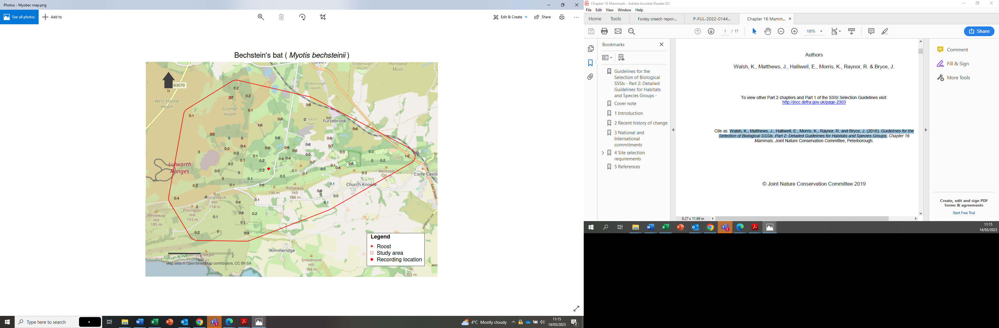 Photos - Myobec map.png
See all photos
Add to
Edit & Create
Share
Bechstein's bat ( Myotis bechsteinii )
Green
Stoborough
Heath
Hartland
Moor
B3070
N
Stoborough
Heath
West Holme
Heath
Grange
Heath
Creech
Heath
Furzebrook
Lulworth
Ranges
Great Wood
West Hill
120 m
Corfe Castle
Church Knowle
East Street
Ridgeway
Hill
198 m
190 m
West Creech
Hill
174 m
Povington
Hill
193 m
Whiteway
Hill
185 m
Kimmeridge
Smedmore
Hill
184 m
153 m
Dorset AONB
Tyneham
0.2
0.2
2.7
0.8
0.1
0.1
0.6
0
1.1
1.6
0.8
2.3
0
0
0.6
0.6
0.8
0.7
0.3
0.4
0.8
0.9
0.6
0
0.3
0.1
0.5
0.3
0.3
1.2
0.1
0.2
0.4
0.4
0
0.2
0.2
0.7
0.8
0.5
0
0.2
0.1
0.1
0.5
0.1
0.4
0.3
0
0.1
0.3
0.2
0.1
0.6
0.1
0.8
0
0.5
0.4
0
0.4
0.1
0.1
0
0.1
0.8
0.2
0.1
0.2
0
0.9
0
1
2
km
Map data © OpenStreetMap contributors, CC BY-SA
Legend
Roost
Study area
Recording location
Type here to search
4°C Mostly cloudy
11:15
14/03/2023
2
Chapter 16 Mammals - Adobe Acrobat Reader DC
File Edit View Window Help
Home
Tools
Foxley creech repor...
P-FUL-2022-0144...
Chapter 16 Mamm...
1 / 17
100%
Share
Bookmarks
Guidelines for the
Selection of Biological
SSSIs - Part 2: Detailed
Guidelines for Habitats
and Species Groups -
Cover note
1 Introduction
2 Recent history of change
3 National and
International
commitments
4 Site selection
requirements
5 References
Authors
Walsh, K., Matthews, J., Halliwell, E., Morris, K., Raynor, R. & Bryce, J.
To view other Part 2 chapters and Part 1 of the SSSI Selection Guidelines visit:
http://jncc.defra.gov.uk/page-2303
Cite as: Walsh, K., Matthews, J., Halliwell, E., Morris, K., Raynor, R. and Bryce, J. (2018). Guidelines for the
Selection of Biological SSSIs. Part 2: Detailed Guidelines for Habitats and Species Groups. Chapter 16
Mammals. Joint Nature Conservation Committee, Peterborough.
© Joint Nature Conservation Committee 2019
8.27 x 11.69 in
Comment
Fill & Sign
More Tools
Create, edit and sign PDF
forms & agreements
Start Free Trial
11:15
14/03/2023